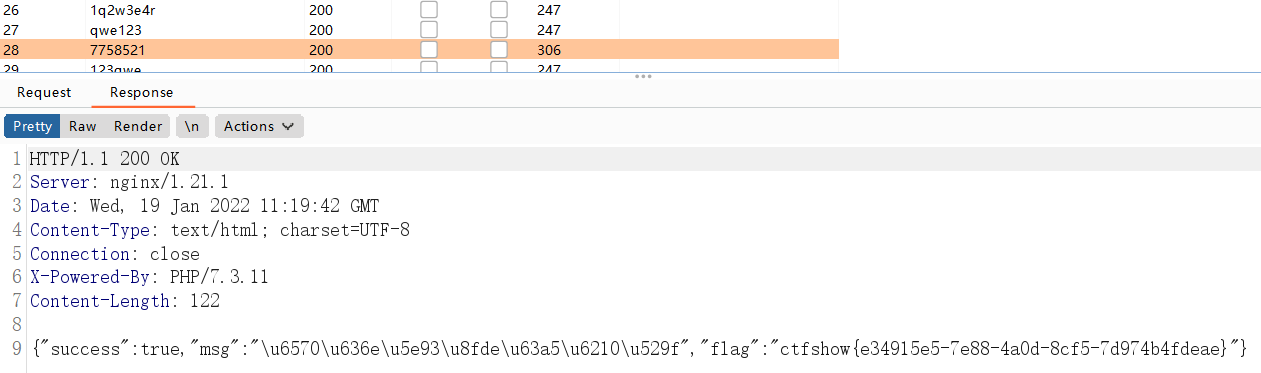 26 1q2w3e4r 200 247
27 qwe123 200 247
28 7758521 200 306
29 123qwe 200 247
Request Response
Pretty Raw Render \n Actions
1 HTTP/1.1 200 OK
2 Server: nginx/1.21.1
3 Date: Wed, 19 Jan 2022 11:19:42 GMT
4 Content-Type: text/html; charset=UTF-8
5 Connection: close
6 X-Powered-By: PHP/7.3.11
7 Content-Length: 122
8
9 {"success":true,"msg":"\u6570\u636e\u5e93\u8fde\u63a5\u6210\u529f","flag":"ctfshow{e34915e5-7e88-4a0d-8cf5-7d974b4fdeae}"}